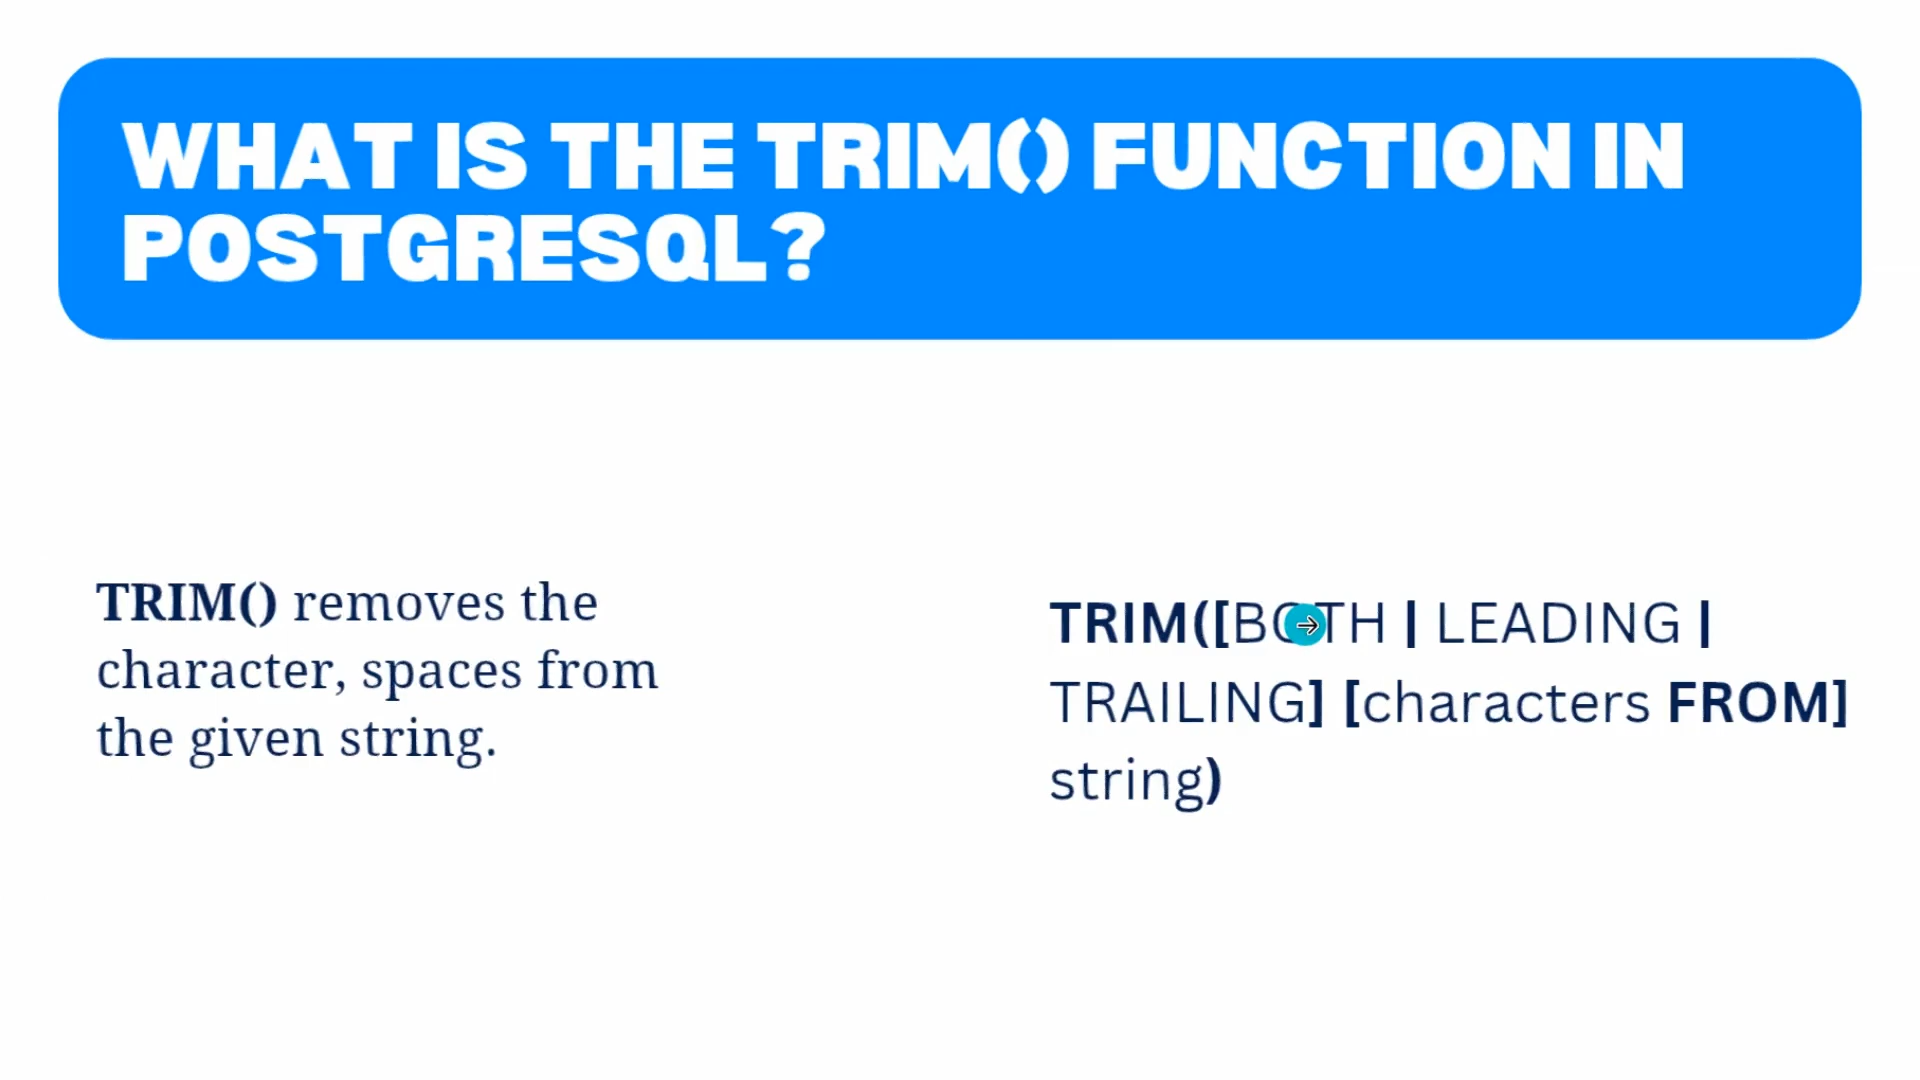 WHAT IS THE TRIM() FUNCTION IN
POSTGRESQL?
TRIM() removes the
character, spaces from
the given string.
TRIM([BOTH | LEADING |
TRAILING] [characters FROM]
string)